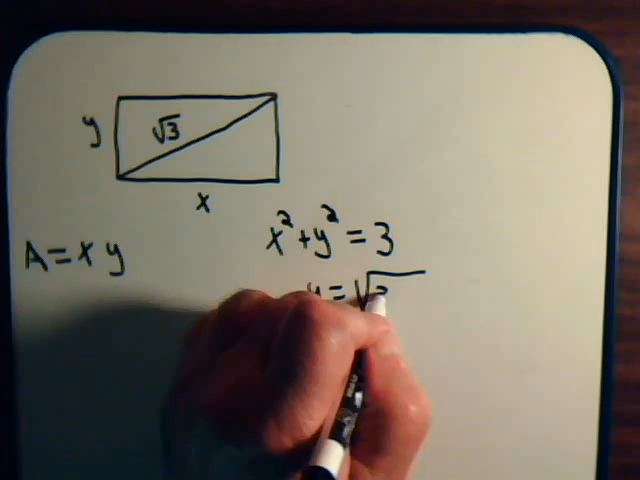 y
√3
x
x² + y² = 3
A = x y
y = √